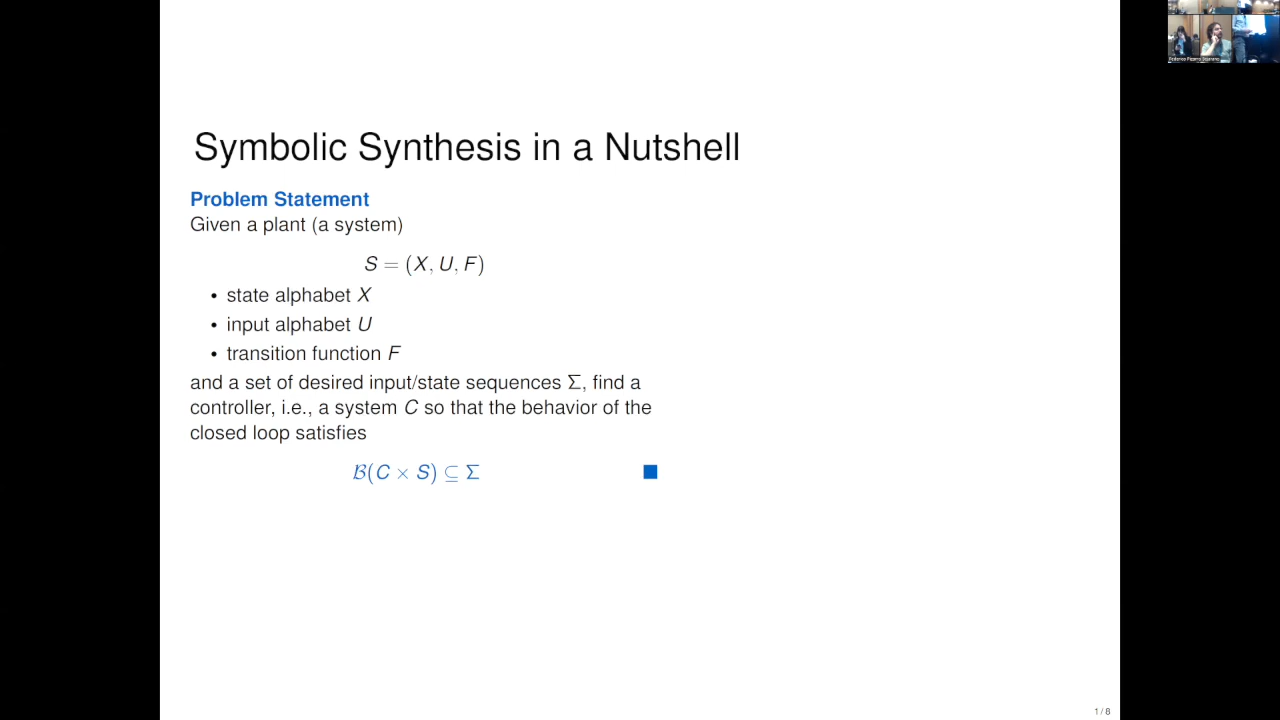 Symbolic Synthesis in a Nutshell
Problem Statement
Given a plant (a system)
S = (X, U, F)
• state alphabet X
• input alphabet U
• transition function F
and a set of desired input/state sequences Σ, find a
controller, i.e., a system C so that the behavior of the
closed loop satisfies
ℬ(C × S) ⊆ Σ
1 / 8